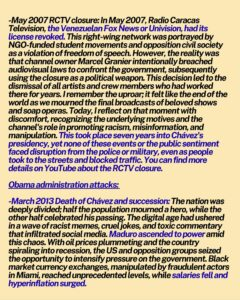 -May 2007 RCTV closure: In May 2007, Radio Caracas
Television, the Venezuelan Fox News or Univision, had its
license revoked. This right-wing network was portrayed by
NGO-funded student movements and opposition civil society
as a violation of freedom of speech. However, the reality was
that channel owner Marcel Granier intentionally breached
audiovisual laws to confront the government, subsequently
using the closure as a political weapon. This decision led to the
dismissal of all artists and crew members who had worked
there for years. I remember the uproar; it felt like the end of the
world as we mourned the final broadcasts of beloved shows
and soap operas. Today, I reflect on that moment with
discomfort, recognizing the underlying motives and the
channel's role in promoting racism, misinformation, and
manipulation. This took place seven years into Chávez's
presidency, yet none of these events or the public sentiment
faced disruption from the police or military, even as people
took to the streets and blocked traffic. You can find more
details on YouTube about the RCTV closure.
Obama administration attacks:
-March 2013 Death of Chávez and succession: The nation was
deeply divided; half the population mourned a hero, while the
other half celebrated his passing. The digital age had ushered
in a wave of racist memes, cruel jokes, and toxic commentary
that infiltrated social media. Maduro ascended to power amid
this chaos. With oil prices plummeting and the country
spiraling into recession, the US and opposition groups seized
the opportunity to intensify pressure on the government. Black
market currency exchanges, manipulated by fraudulent actors
in Miami, reached unprecedented levels, while salaries fell and
hyperinflation surged.